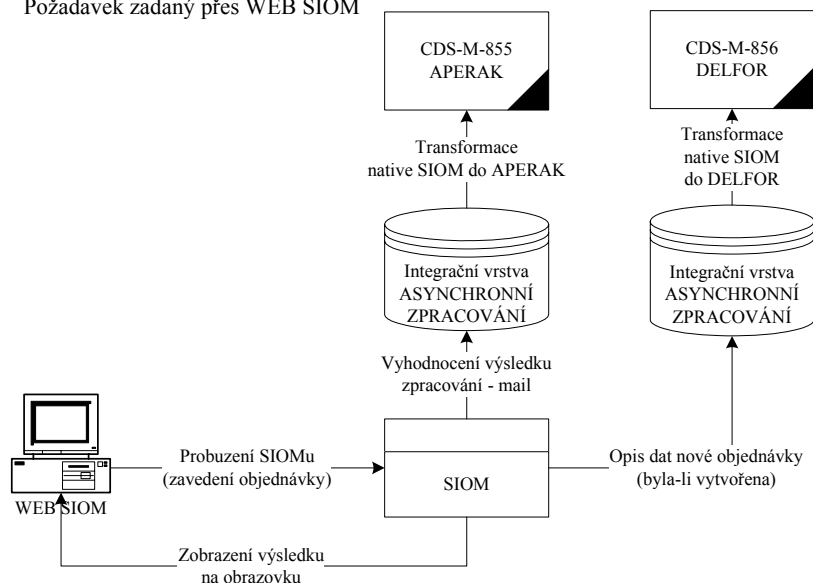 Požadavek zadaný přes WEB SIOM
CDS-M-855
APERAK
CDS-M-856
DELFOR
Transformace
native SIOM do APERAK
Transformace
native SIOM
do DELFOR
Integrační vrstva
ASYNCHRONNÍ
ZPRACOVÁNÍ
Integrační vrstva
ASYNCHRONNÍ
ZPRACOVÁNÍ
Vyhodnocení výsledku
zpracování - mail
Probuzení SIOMu
(zavedení objednávky)
SIOM
Opis dat nové objednávky
(byla-li vytvořena)
WEB SIOM
Zobrazení výsledku
na obrazovku